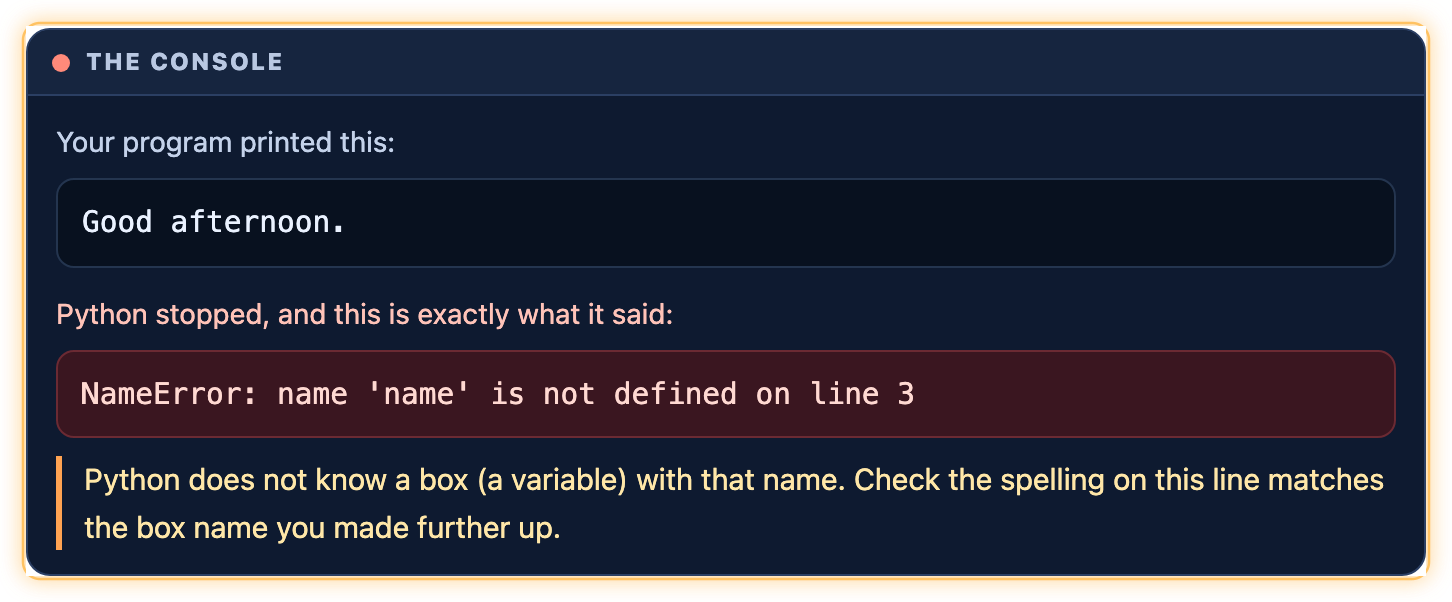 THE CONSOLE
Your program printed this:
Good afternoon.
Python stopped, and this is exactly what it said:
NameError: name 'name' is not defined on line 3
Python does not know a box (a variable) with that name. Check the spelling on this line matches
the box name you made further up.